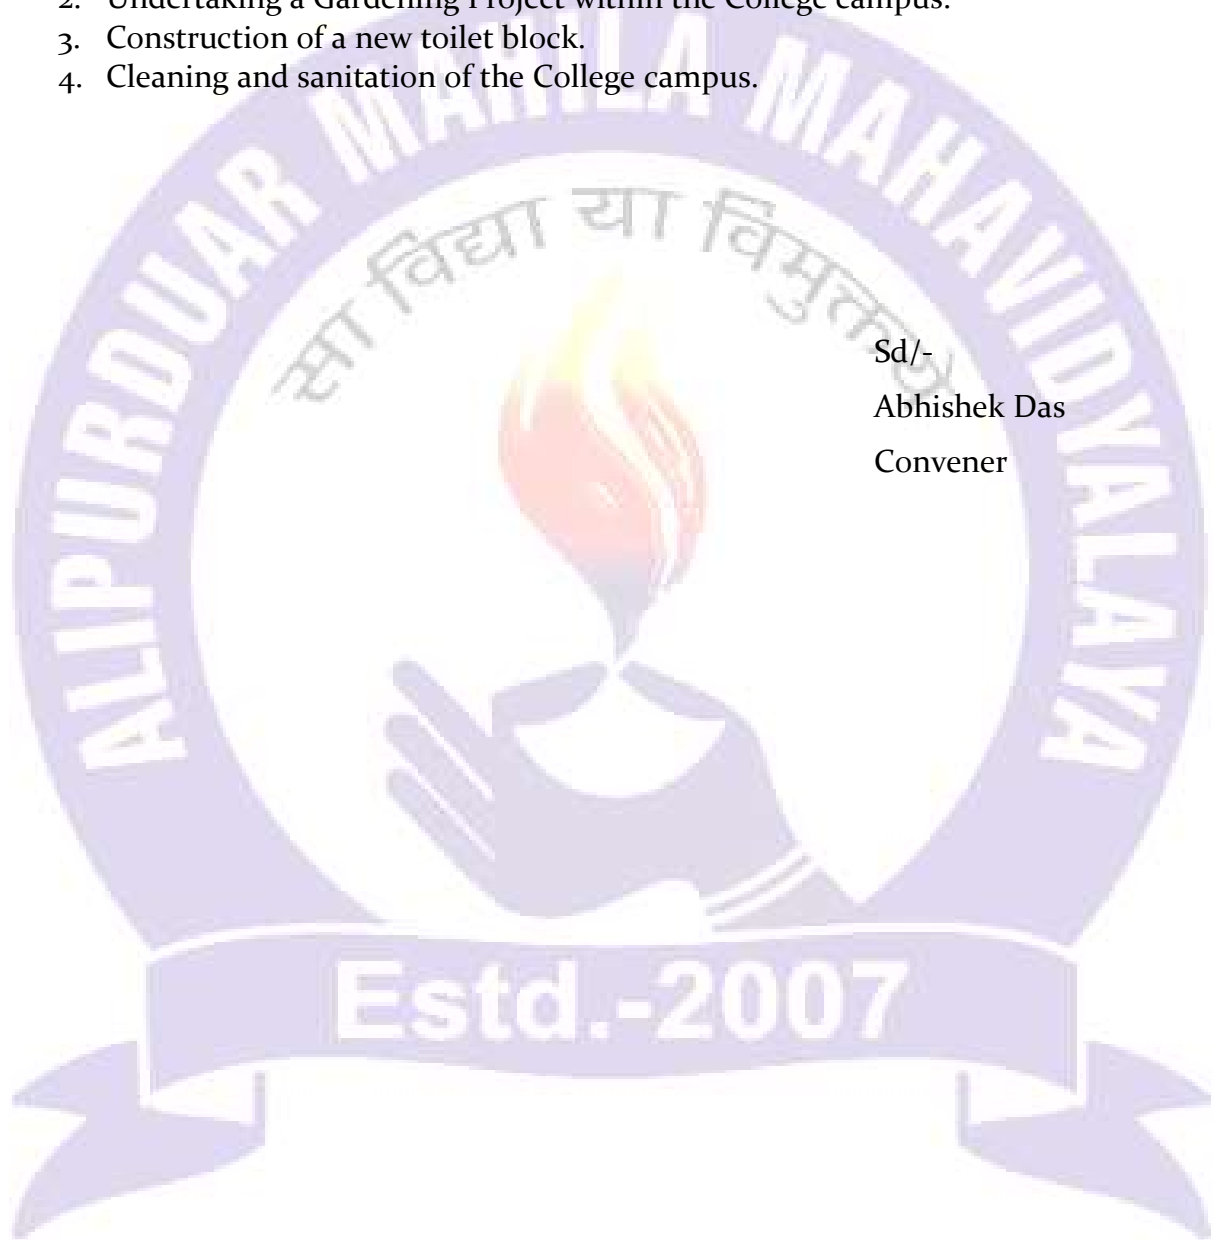 2. Undertaking a Gardening Project within the College campus.
3. Construction of a new toilet block.
4. Cleaning and sanitation of the College campus.
ALIPURDUAR MAHILA MAHAVIDYALAYA
सा विद्या या विमुक्तये
Sd/-
Abhishek Das
Convener
Estd.-2007